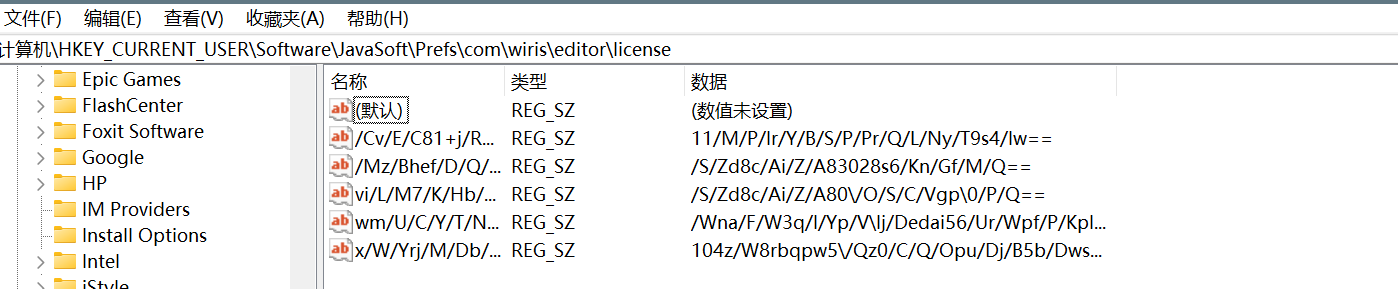 文件(F) 编辑(E) 查看(V) 收藏夹(A) 帮助(H)
计算机\HKEY_CURRENT_USER\Software\JavaSoft\Prefs\com\wiris\editor\license
Epic Games
FlashCenter
Foxit Software
Google
HP
IM Providers
Install Options
Intel
iStyle
名称 类型 数据
(默认) REG_SZ (数值未设置)
/Cv/E/C81+j/R... REG_SZ 11/M/P/Ir/Y/B/S/P/Pr/Q/L/Ny/T9s4/Iw==
/Mz/Bhef/D/Q/... REG_SZ /S/Zd8c/Ai/Z/A83028s6/Kn/Gf/M/Q==
vi/L/M7/K/Hb/... REG_SZ /S/Zd8c/Ai/Z/A80\/O/S/C/Vgp\0/P/Q==
wm/U/C/Y/T/N... REG_SZ /Wna/F/W3q/I/Yp/V\Ij/Dedai56/Ur/Wpf/P/KpI...
x/W/Yrj/M/Db/... REG_SZ 104z/W8rbqpw5\/Qz0/C/Q/Opu/Dj/B5b/Dws...